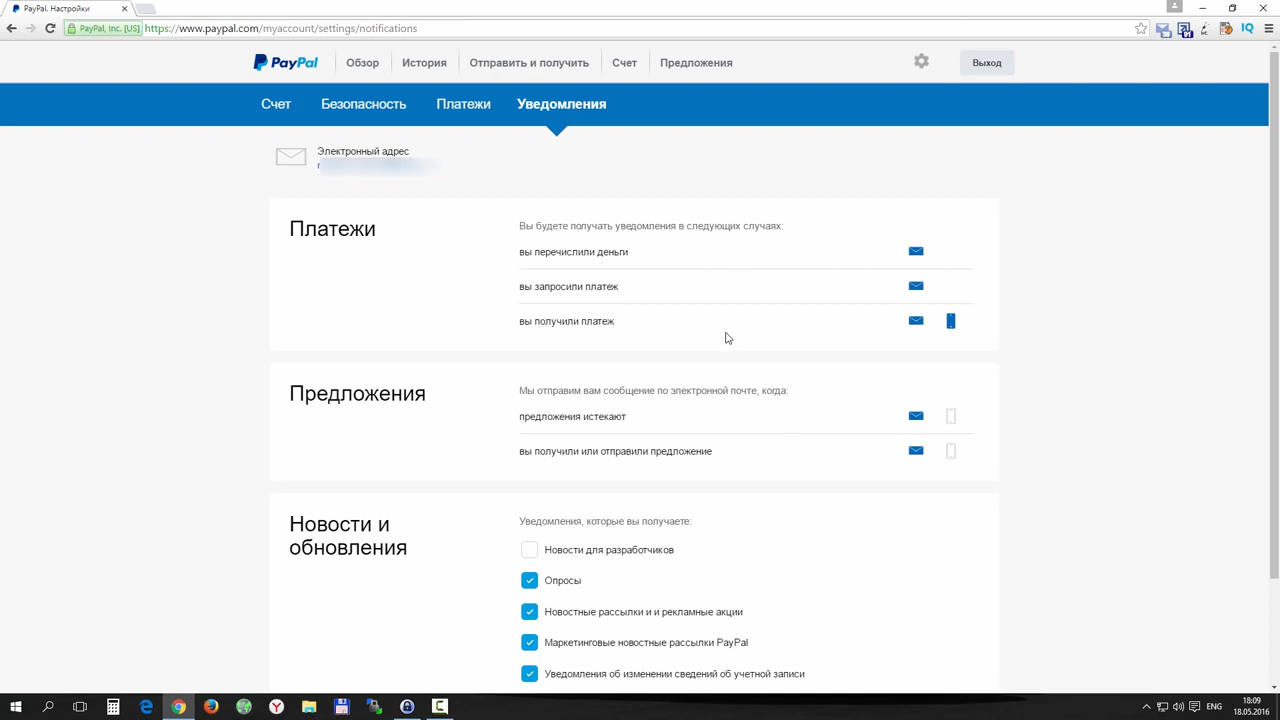 PayPal. Настройки
PayPal, Inc. [US]
https://www.paypal.com/myaccount/settings/notifications
91
IQ
PayPal
Обзор
История
Отправить и получить
Счет
Предложения
Выход
Счет
Безопасность
Платежи
Уведомления
Электронный адрес
Платежи
Вы будете получать уведомления в следующих случаях:
вы перечислили деньги
вы запросили платеж
вы получили платеж
Предложения
Мы отправим вам сообщение по электронной почте, когда:
предложения истекают
вы получили или отправили предложение
Новости и
обновления
Уведомления, которые вы получаете:
Новости для разработчиков
Опросы
Новостные рассылки и и рекламные акции
Маркетинговые новостные рассылки PayPal
Уведомления об изменении сведений об учетной записи
ENG
18:09
18.05.2016